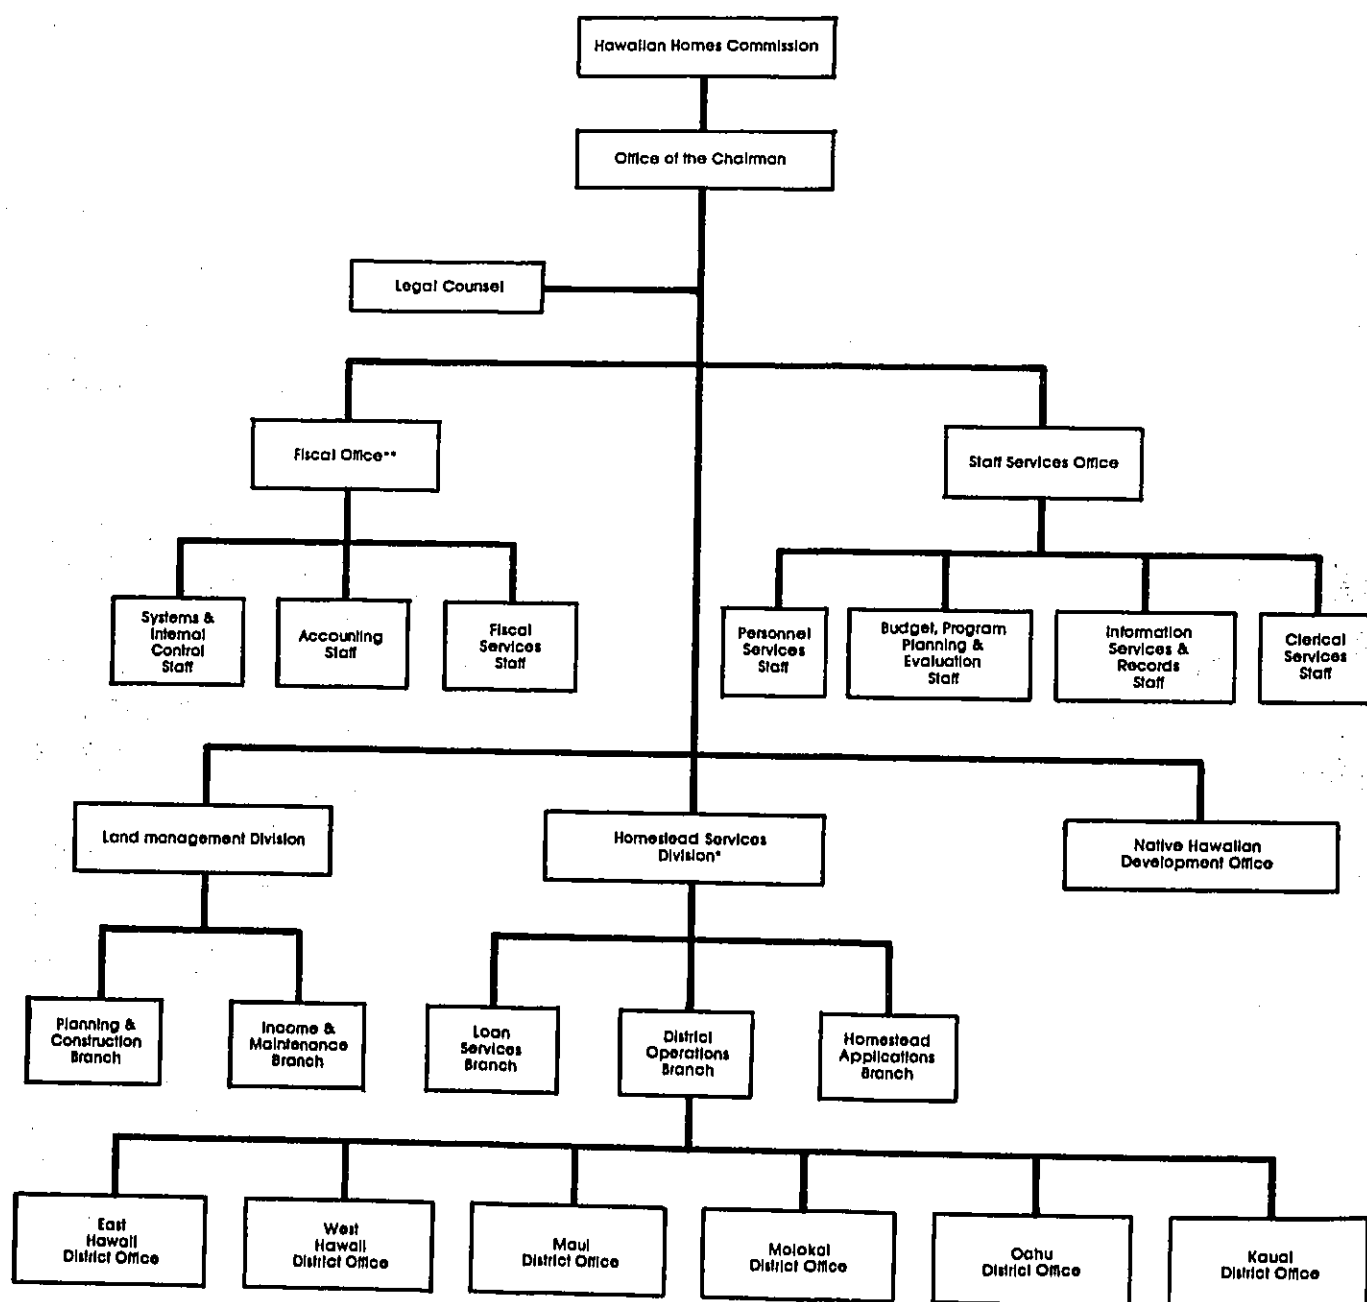 Hawaiian Homes Commission
Office of the Chairman
Legal Counsel
Fiscal Office**
Staff Services Office
Systems &
Internal
Control
Staff
Accounting
Staff
Fiscal
Services
Staff
Personnel
Services
Staff
Budget, Program
Planning &
Evaluation
Staff
Information
Services &
Records
Staff
Clerical
Services
Staff
Land management Division
Homestead Services
Division*
Native Hawaiian
Development Office
Planning &
Construction
Branch
Income &
Maintenance
Branch
Loan
Services
Branch
District
Operations
Branch
Homestead
Applications
Branch
East
Hawaii
District Office
West
Hawaii
District Office
Maui
District Office
Molokai
District Office
Oahu
District Office
Kauai
District Office